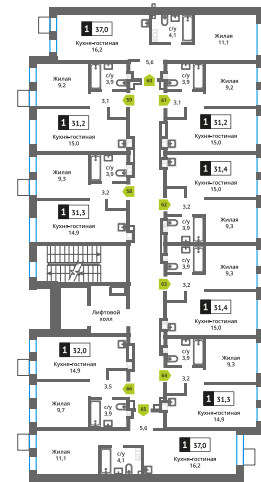 1 37,0
Кухня-гостиная
16,2
с/у
4,1
Жилая
11,1
5,6
Жилая
9,2
с/у
3,9
60
с/у
3,9
Жилая
9,2
3,1
59
61
3,1
1 31,2
Кухня-гостиная
15,0
1 31,2
Кухня-гостиная
15,0
Жилая
9,3
с/у
3,9
1 31,4
Кухня-гостиная
15,0
3,2
58
62
3,2
1 31,3
Кухня-гостиная
14,9
с/у
3,9
Жилая
9,3
с/у
3,9
Жилая
9,3
63
3,2
Лифтовой
холл
1 31,4
Кухня-гостиная
15,0
1 32,0
Кухня-гостиная
14,9
с/у
3,9
Жилая
9,3
3,5
66
64
3,2
Жилая
9,7
с/у
3,9
65
1 31,3
Кухня-гостиная
14,9
5,6
Жилая
11,1
с/у
4,1
1 37,0
Кухня-гостиная
16,2